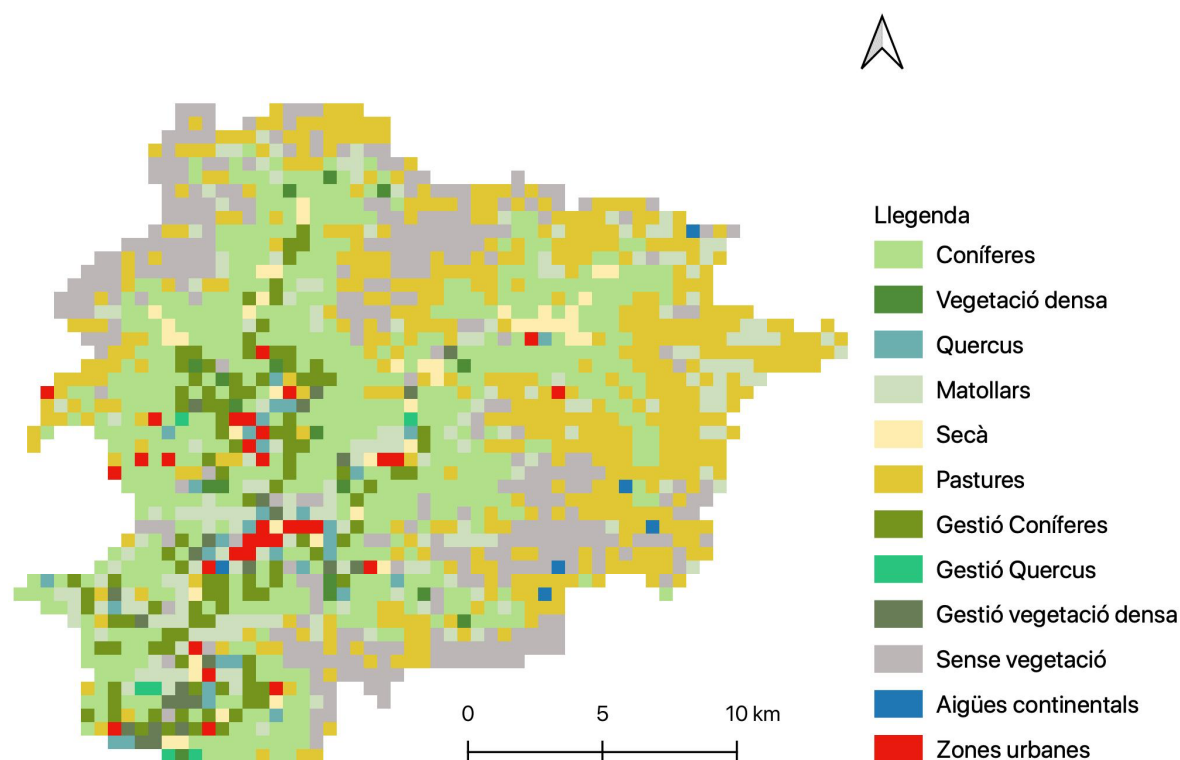 Llegenda
Coníferes
Vegetació densa
Quercus
Matollars
Secà
Pastures
Gestió Coníferes
Gestió Quercus
Gestió vegetació densa
Sense vegetació
Aigües continentals
Zones urbanes
0 5 10 km